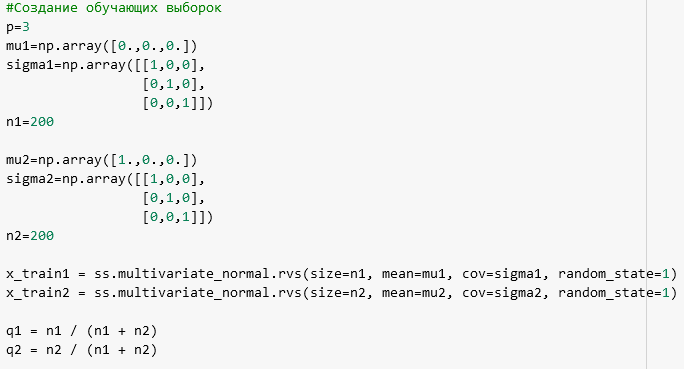 #Создание обучающих выборок
p=3
mu1=np.array([0.,0.,0.])
sigma1=np.array([[1,0,0],
[0,1,0],
[0,0,1]])
n1=200
mu2=np.array([1.,0.,0.])
sigma2=np.array([[1,0,0],
[0,1,0],
[0,0,1]])
n2=200
x_train1 = ss.multivariate_normal.rvs(size=n1, mean=mu1, cov=sigma1, random_state=1)
x_train2 = ss.multivariate_normal.rvs(size=n2, mean=mu2, cov=sigma2, random_state=1)
q1 = n1 / (n1 + n2)
q2 = n2 / (n1 + n2)